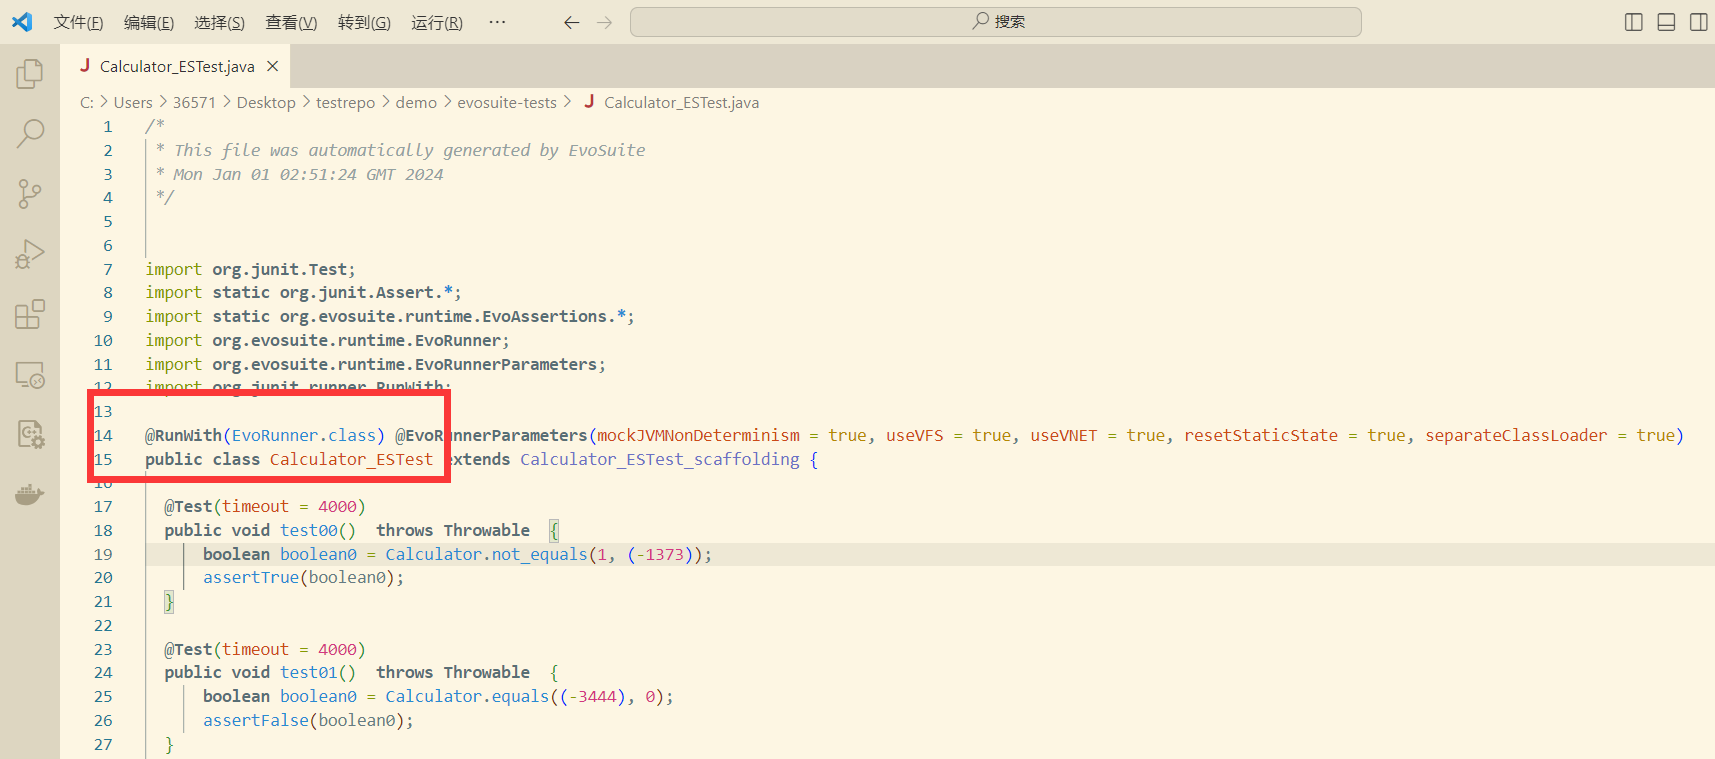 文件(F) 编辑(E) 选择(S) 查看(V) 转到(G) 运行(R) ··· 搜索
J Calculator_ESTest.java ×
C: > Users > 36571 > Desktop > testrepo > demo > evosuite-tests > J Calculator_ESTest.java
1 /*
2 * This file was automatically generated by EvoSuite
3 * Mon Jan 01 02:51:24 GMT 2024
4 */
5
6
7 import org.junit.Test;
8 import static org.junit.Assert.*;
9 import static org.evosuite.runtime.EvoAssertions.*;
10 import org.evosuite.runtime.EvoRunner;
11 import org.evosuite.runtime.EvoRunnerParameters;
12 import org.junit.runner.RunWith;
13
14 @RunWith(EvoRunner.class) @EvoRunnerParameters(mockJVMNonDeterminism = true, useVFS = true, useVNET = true, resetStaticState = true, separateClassLoader = true)
15 public class Calculator_ESTest extends Calculator_ESTest_scaffolding {
16
17 @Test(timeout = 4000)
18 public void test00()  throws Throwable  {
19 boolean boolean0 = Calculator.not_equals(1, (-1373));
20 assertTrue(boolean0);
21 }
22
23 @Test(timeout = 4000)
24 public void test01()  throws Throwable  {
25 boolean boolean0 = Calculator.equals((-3444), 0);
26 assertFalse(boolean0);
27 }